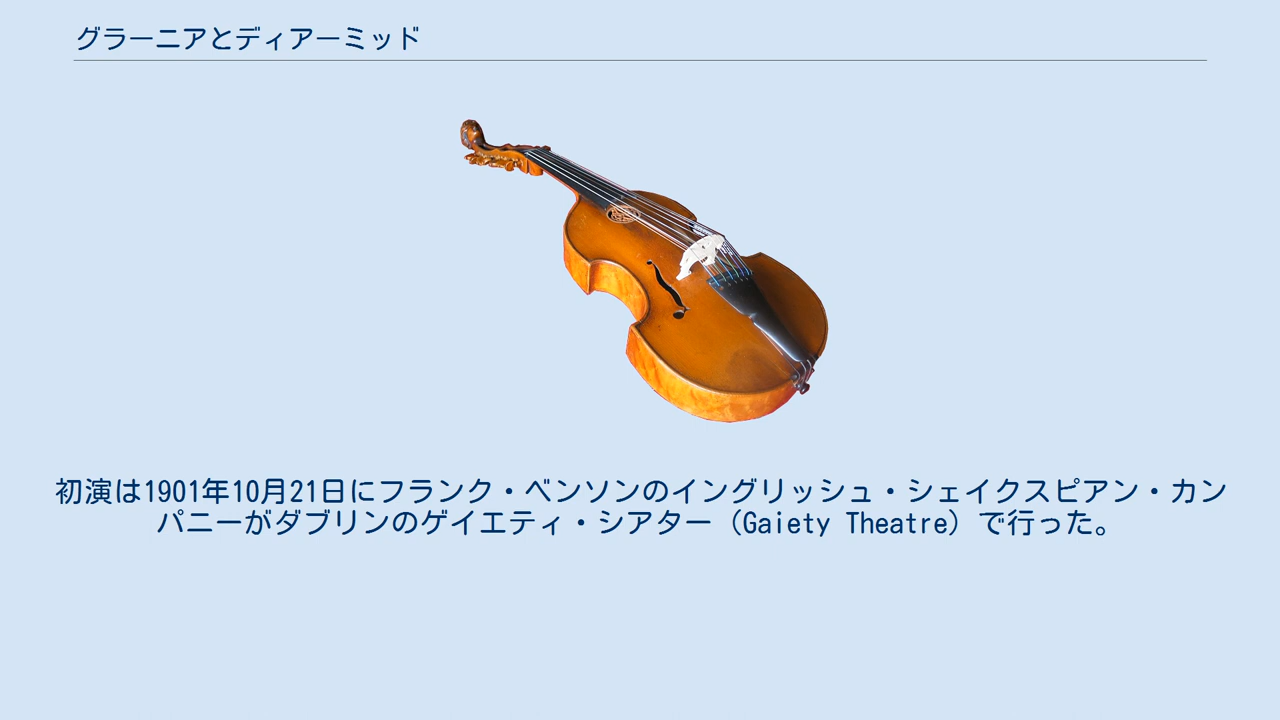 グラーニアとディアーミッド
初演は1901年10月21日にフランク・ベンソンのイングリッシュ・シェイクスピアン・カン
パニーがダブリンのゲイエティ・シアター（Gaiety Theatre）で行った。